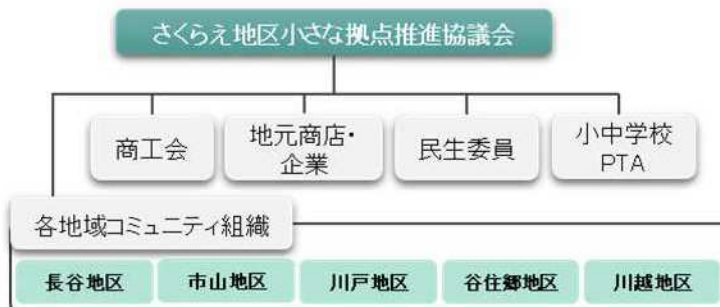 さくらえ地区小さな拠点推進協議会
商工会
地元商店・
企業
民生委員
小中学校
PTA
各地域コミュニティ組織
長谷地区
市山地区
川戸地区
谷住郷地区
川越地区